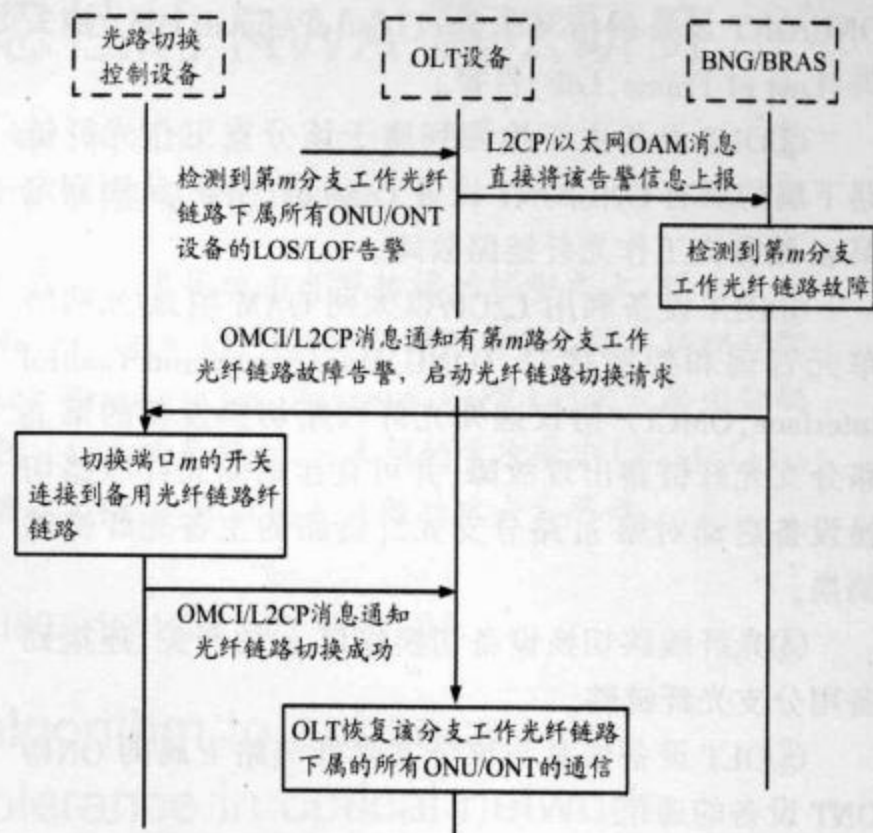 光路切换
控制设备
OLT设备
BNG/BRAS
检测到第m分支工作光纤
链路下属所有ONU/ONT
设备的LOS/LOF告警
L2CP/以太网OAM消息
直接将该告警信息上报
检测到第m分支
工作光纤链路故障
OMCI/L2CP消息通知有第m路分支工作
光纤链路故障告警，启动光纤链路切换请求
切换端口m的开关
连接到备用光纤链路纤
链路
OMCI/L2CP消息通知
光纤链路切换成功
OLT恢复该分支工作光纤链路
下属的所有ONU/ONT的通信